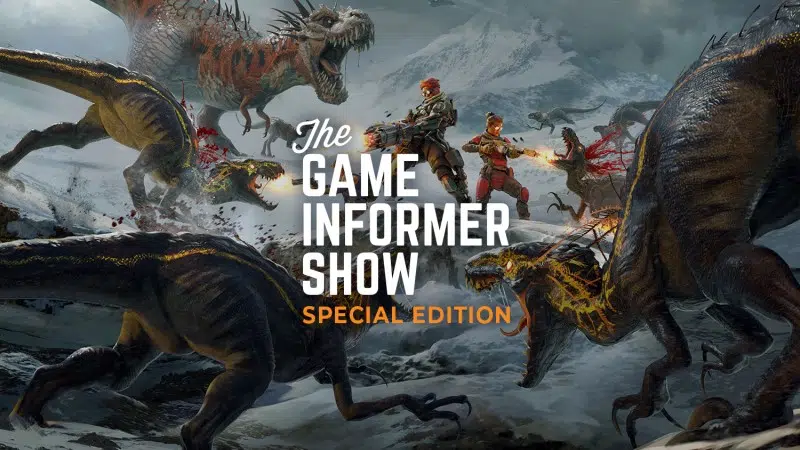 The
GAME
INFORMER
SHOW
SPECIAL EDITION